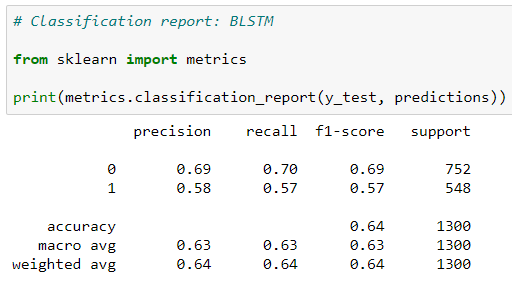 # Classification report: BLSTM
from sklearn import metrics
print(metrics.classification_report(y_test, predictions))
precision recall f1-score support
0 0.69 0.70 0.69 752
1 0.58 0.57 0.57 548
accuracy 0.64 1300
macro avg 0.63 0.63 0.63 1300
weighted avg 0.64 0.64 0.64 1300